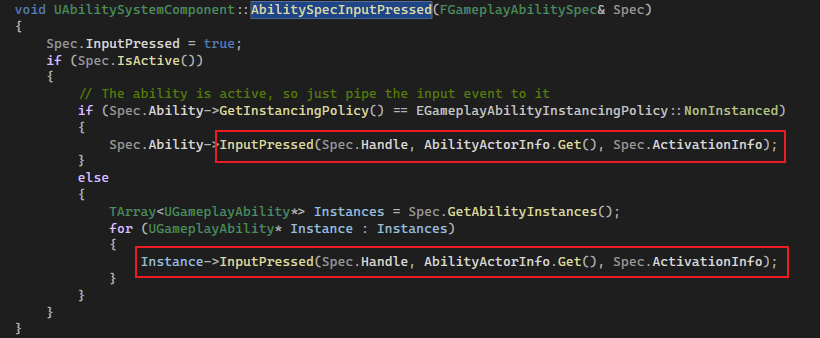 void UAbilitySystemComponent::AbilitySpecInputPressed(FGameplayAbilitySpec& Spec)
{
    Spec.InputPressed = true;
    if (Spec.IsActive())
    {
        // The ability is active, so just pipe the input event to it
        if (Spec.Ability->GetInstancingPolicy() == EGameplayAbilityInstancingPolicy::NonInstanced)
        {
            Spec.Ability->InputPressed(Spec.Handle, AbilityActorInfo.Get(), Spec.ActivationInfo);
        }
        else
        {
            TArray<UGameplayAbility*> Instances = Spec.GetAbilityInstances();
            for (UGameplayAbility* Instance : Instances)
            {
                Instance->InputPressed(Spec.Handle, AbilityActorInfo.Get(), Spec.ActivationInfo);
            }
        }
    }
}